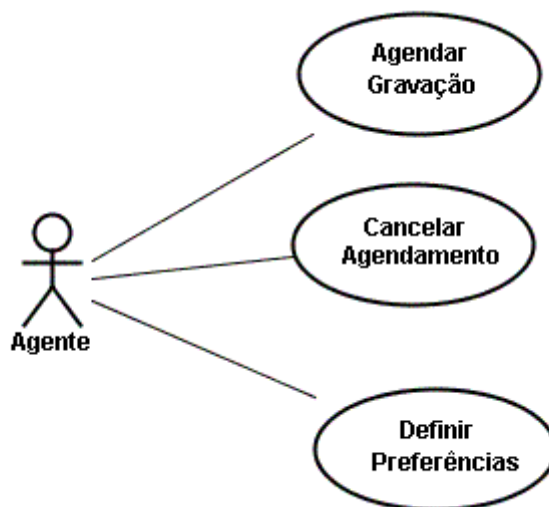 Agendar
Gravação
Cancelar
Agendamento
Agente
Definir
Preferências